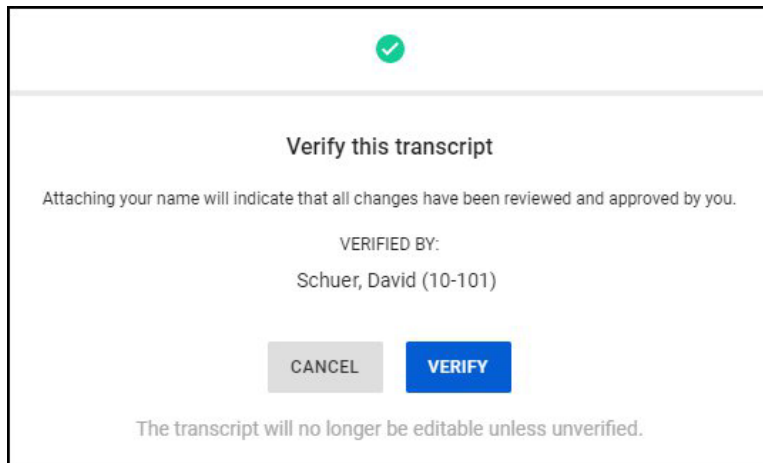 Verify this transcript
Attaching your name will indicate that all changes have been reviewed and approved by you.
VERIFIED BY:
Schuer, David (10-101)
CANCEL VERIFY
The transcript will no longer be editable unless unverified.